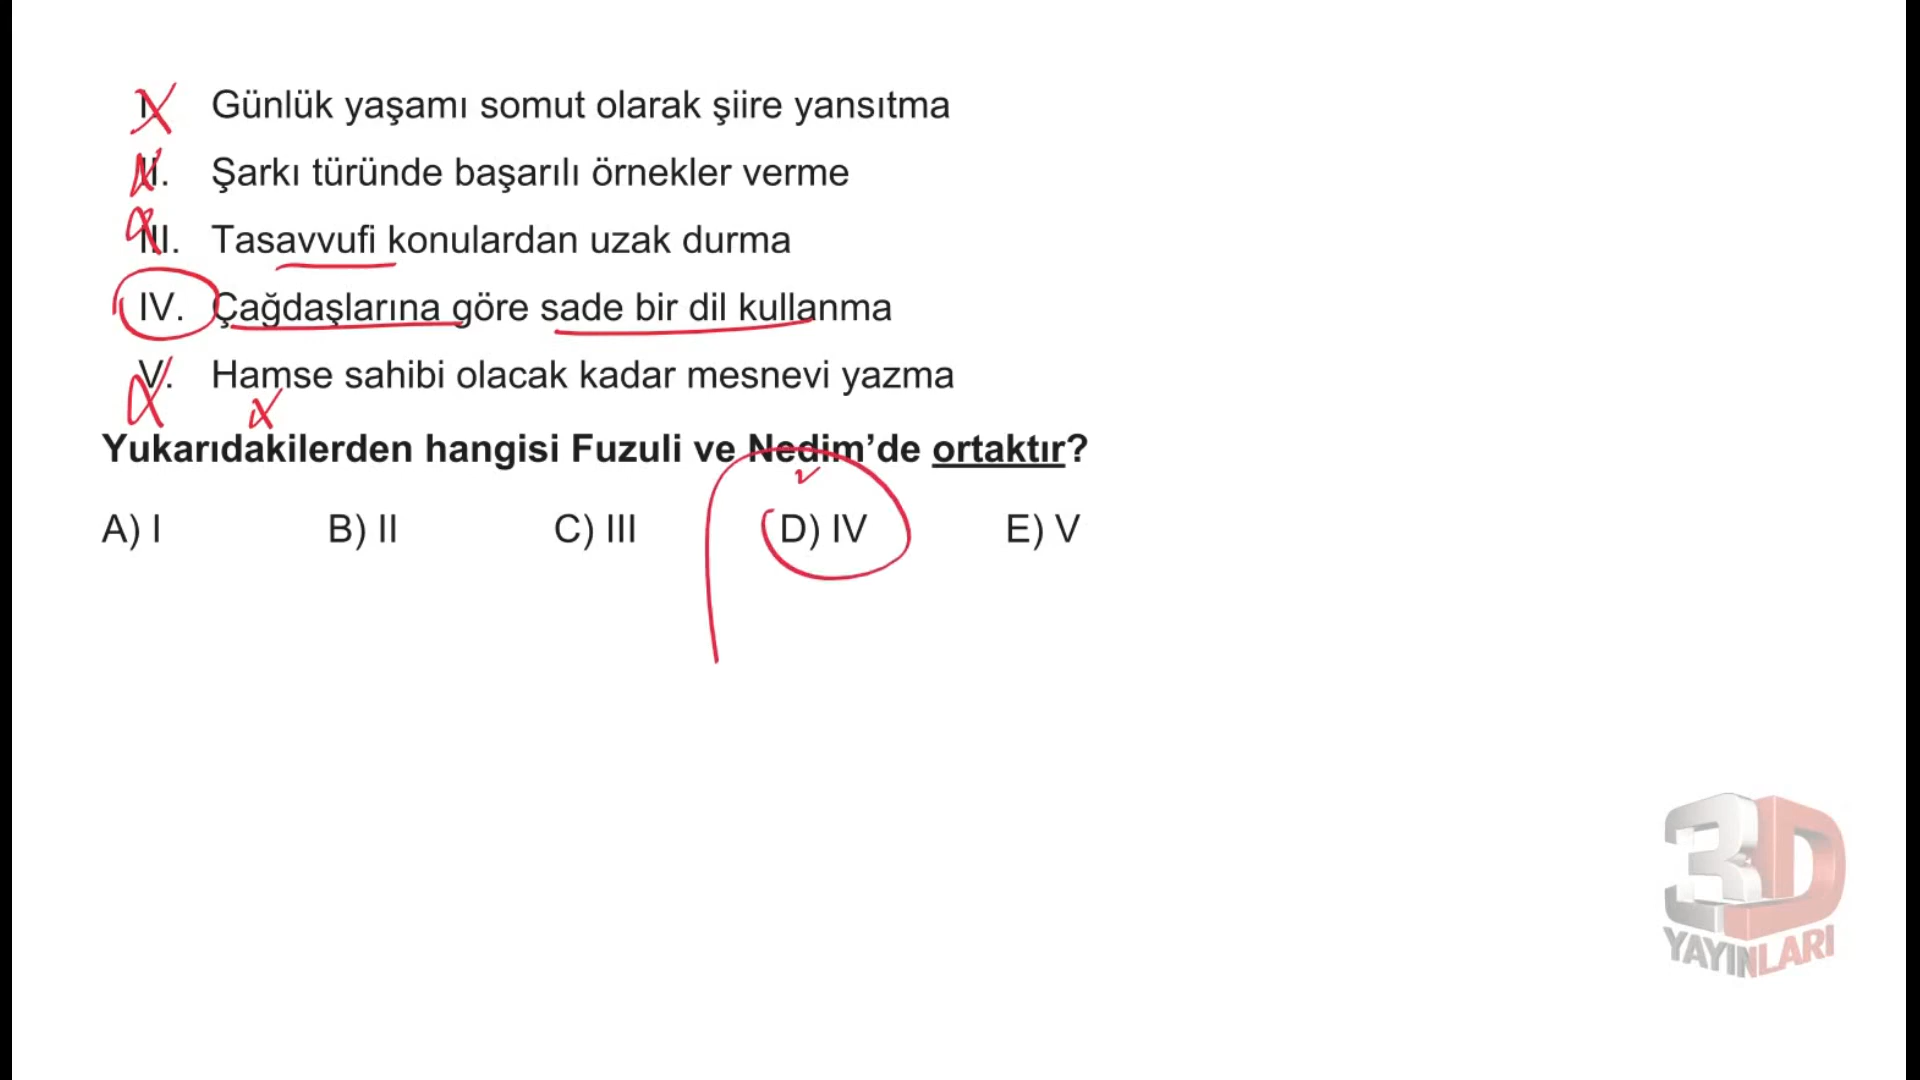 I. Günlük yaşamı somut olarak şiire yansıtma
II. Şarkı türünde başarılı örnekler verme
III. Tasavvufi konulardan uzak durma
IV. Çağdaşlarına göre sade bir dil kullanma
V. Hamse sahibi olacak kadar mesnevi yazma
Yukarıdakilerden hangisi Fuzuli ve Nedim’de ortaktır?
A) I B) II C) III D) IV E) V
3D
YAYINLARI